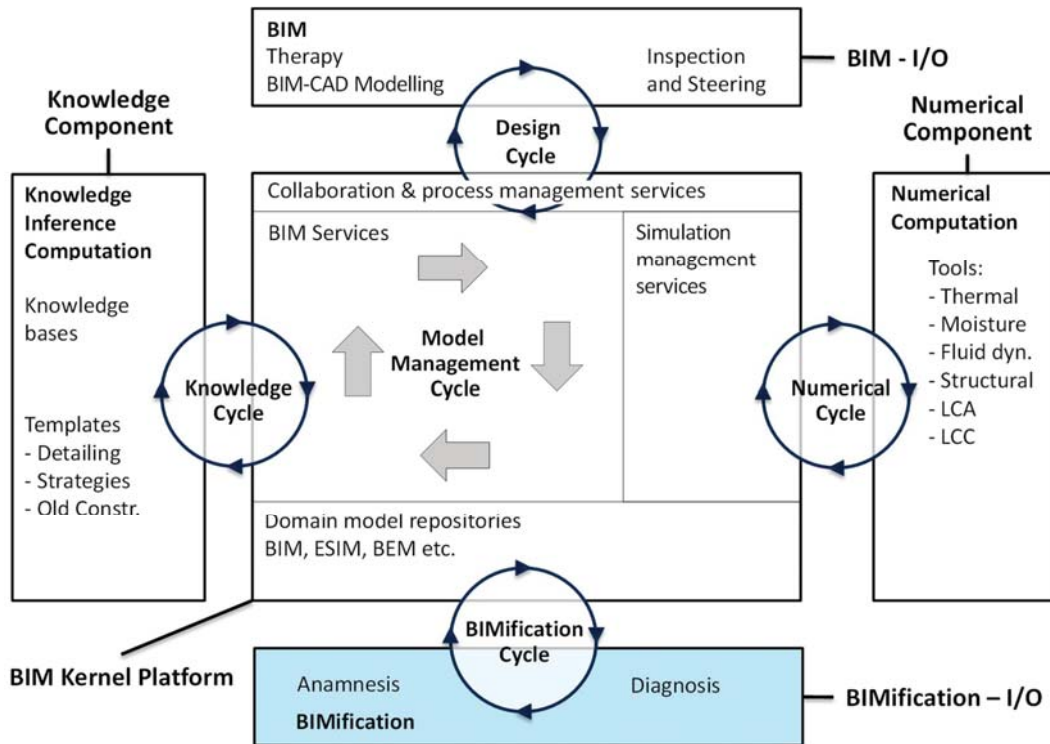 BIM
Therapy
BIM-CAD Modelling
Inspection
and Steering
BIM - I/O
Design
Cycle
Knowledge
Component
Knowledge
Inference
Computation
Knowledge
bases
Templates
- Detailing
- Strategies
- Old Constr.
Knowledge
Cycle
Collaboration & process management services
BIM Services
Simulation
management
services
Model
Management
Cycle
Domain model repositories
BIM, ESIM, BEM etc.
Numerical
Component
Numerical
Computation
Tools:
- Thermal
- Moisture
- Fluid dyn.
- Structural
- LCA
- LCC
Numerical
Cycle
BIM Kernel Platform
BIMification
Cycle
Anamnesis
BIMification
Diagnosis
BIMification – I/O